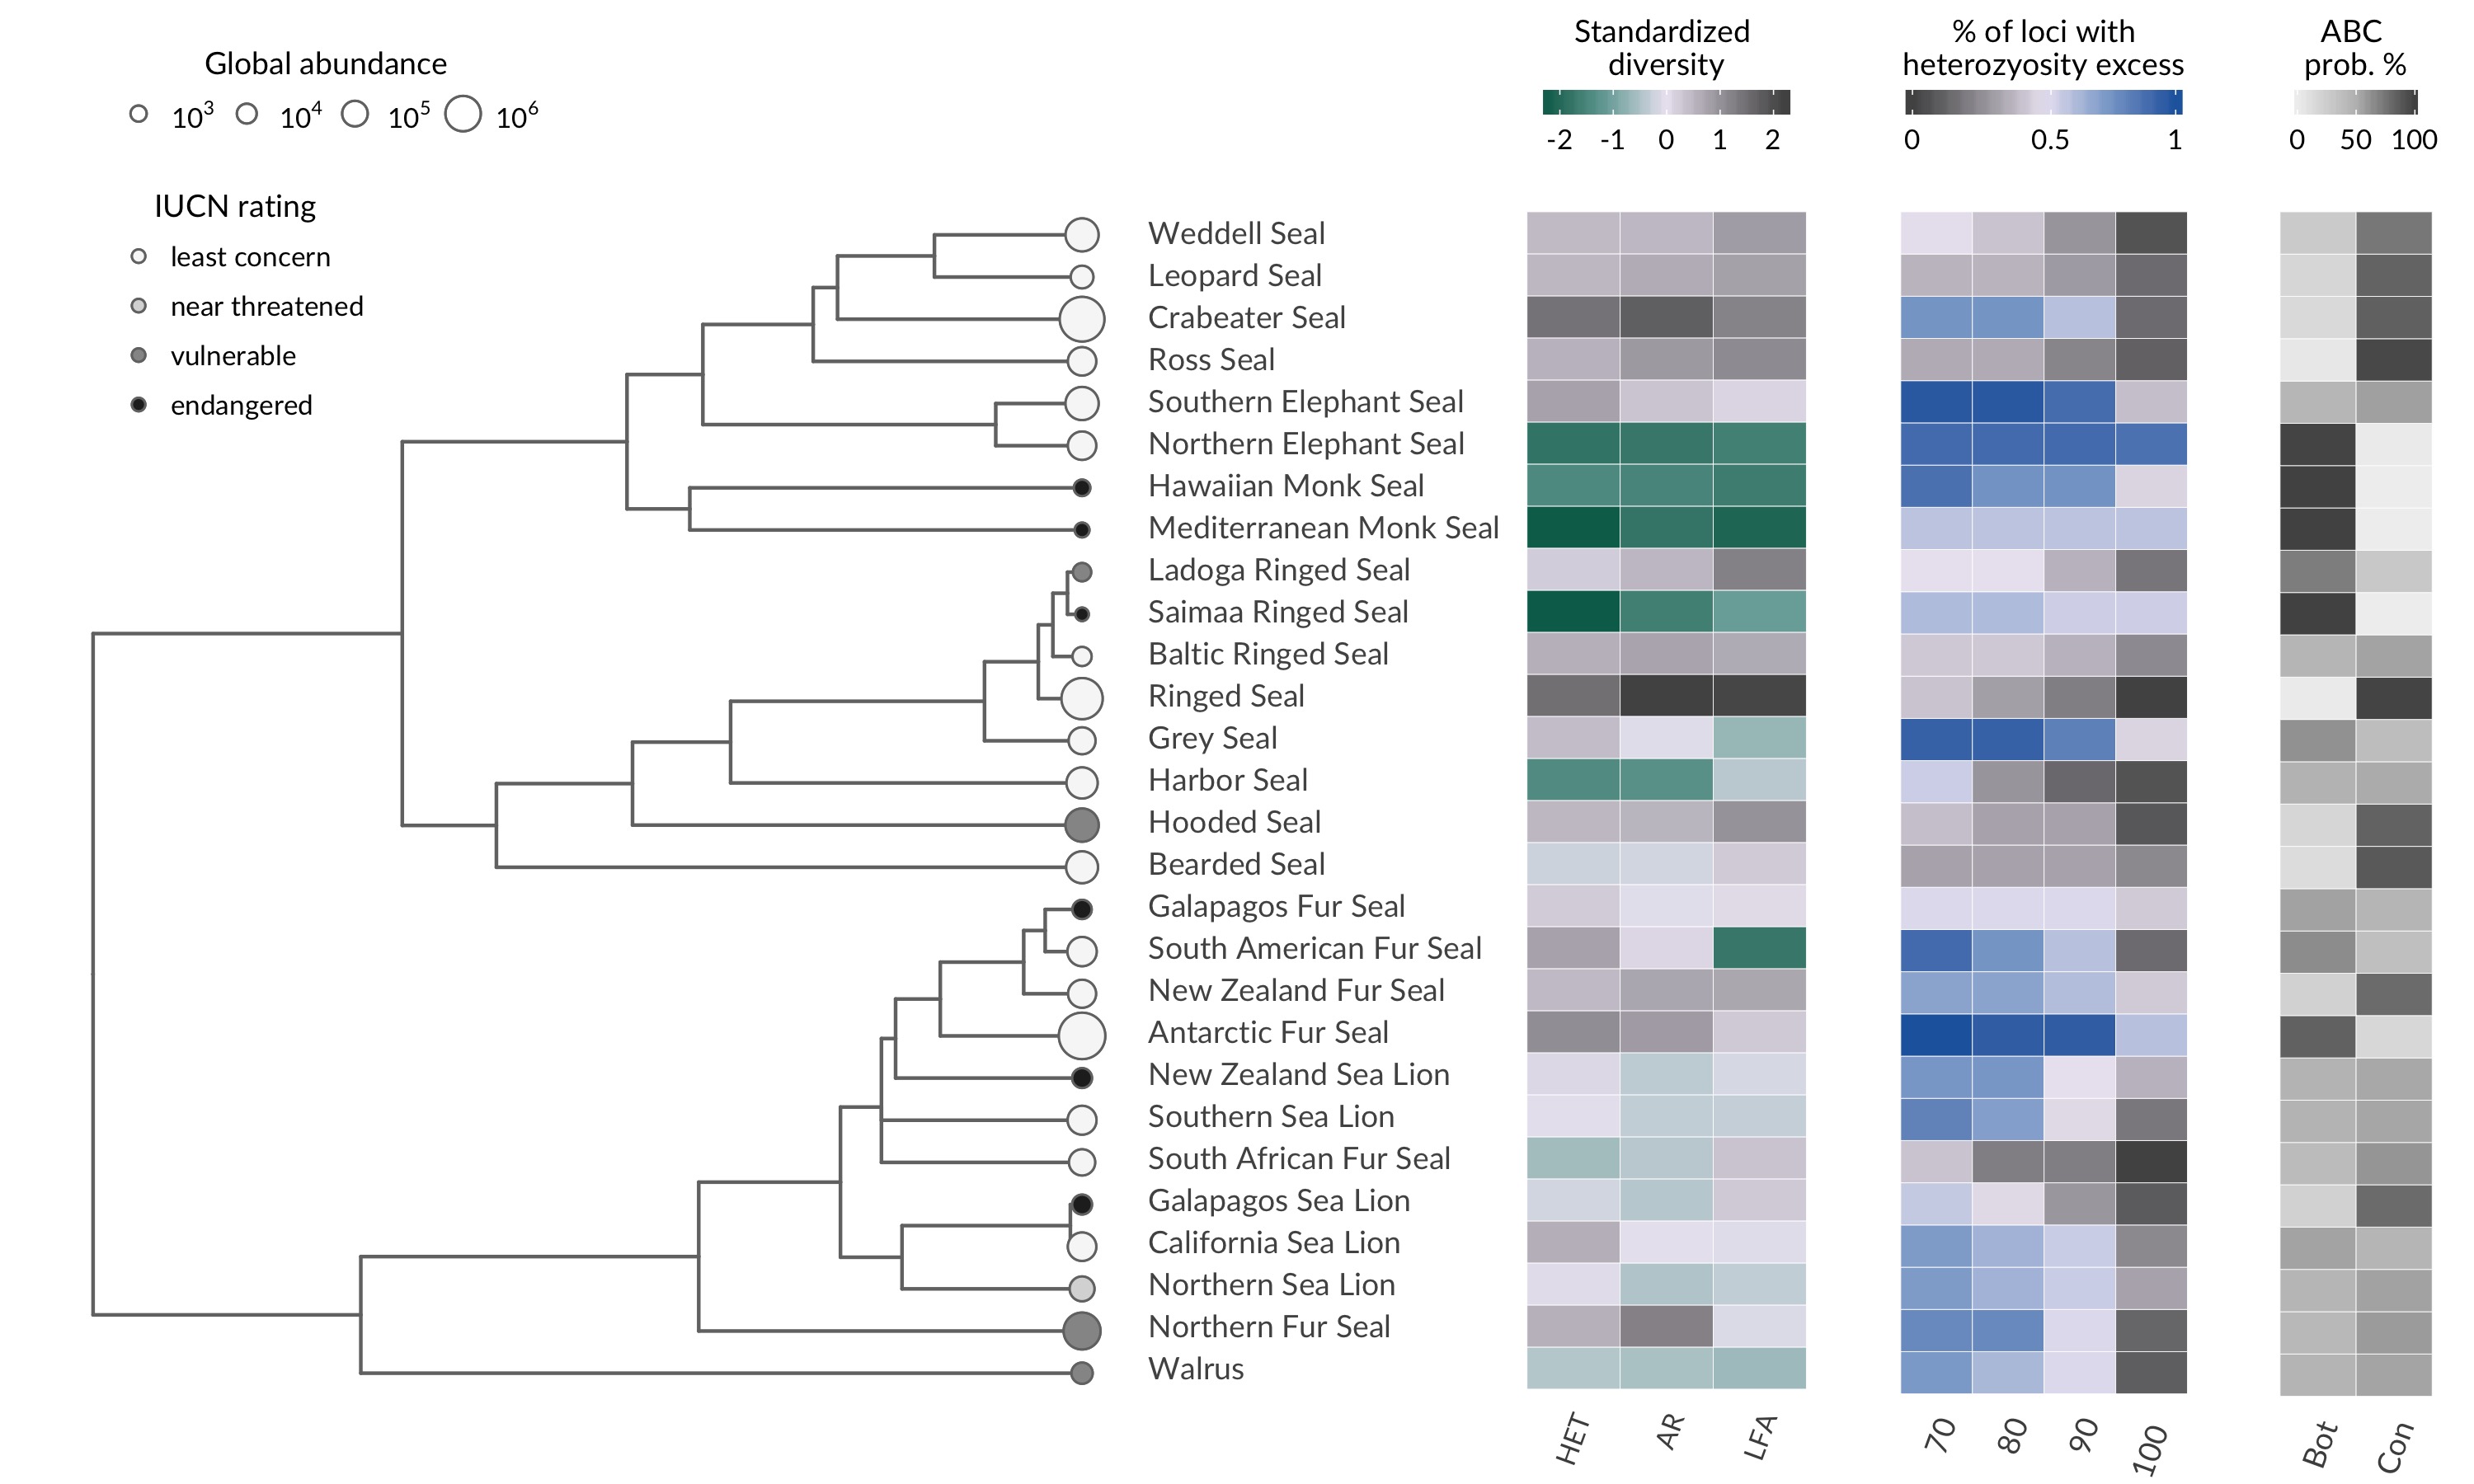 Global abundance
10³ 10⁴ 10⁵ 10⁶
IUCN rating
least concern
near threatened
vulnerable
endangered
Standardized
diversity
-2 -1 0 1 2
% of loci with
heterozyosity excess
0 0.5 1
ABC
prob. %
0 50 100
Weddell Seal
Leopard Seal
Crabeater Seal
Ross Seal
Southern Elephant Seal
Northern Elephant Seal
Hawaiian Monk Seal
Mediterranean Monk Seal
Ladoga Ringed Seal
Saimaa Ringed Seal
Baltic Ringed Seal
Ringed Seal
Grey Seal
Harbor Seal
Hooded Seal
Bearded Seal
Galapagos Fur Seal
South American Fur Seal
New Zealand Fur Seal
Antarctic Fur Seal
New Zealand Sea Lion
Southern Sea Lion
South African Fur Seal
Galapagos Sea Lion
California Sea Lion
Northern Sea Lion
Northern Fur Seal
Walrus
HET AR LFA
70 80 90 100
Bot Con